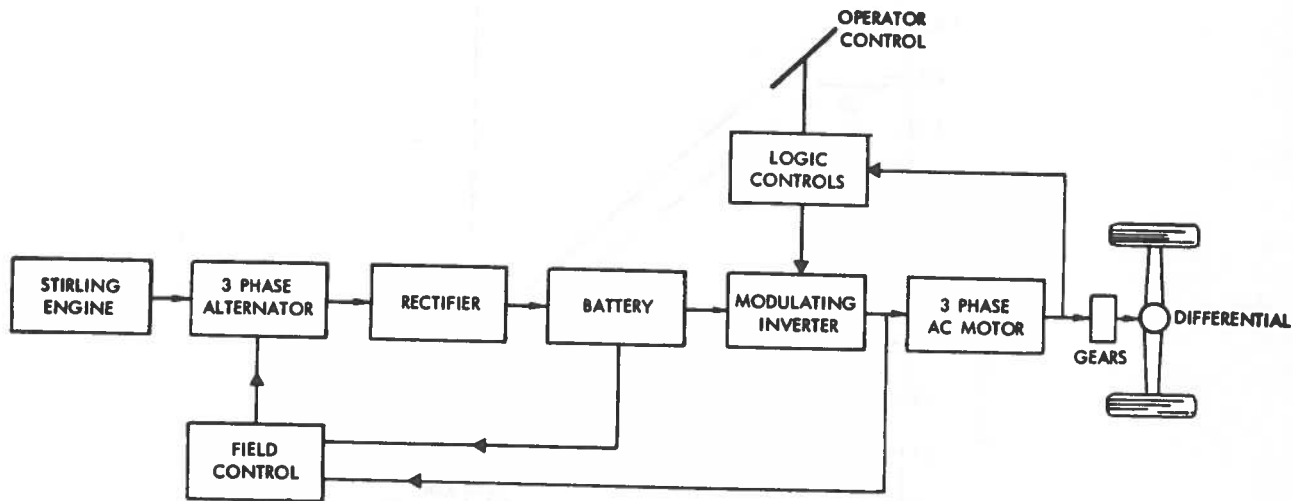 OPERATOR
CONTROL
LOGIC
CONTROLS
STIRLING
ENGINE
3 PHASE
ALTERNATOR
RECTIFIER
BATTERY
MODULATING
INVERTER
3 PHASE
AC MOTOR
GEARS
DIFFERENTIAL
FIELD
CONTROL